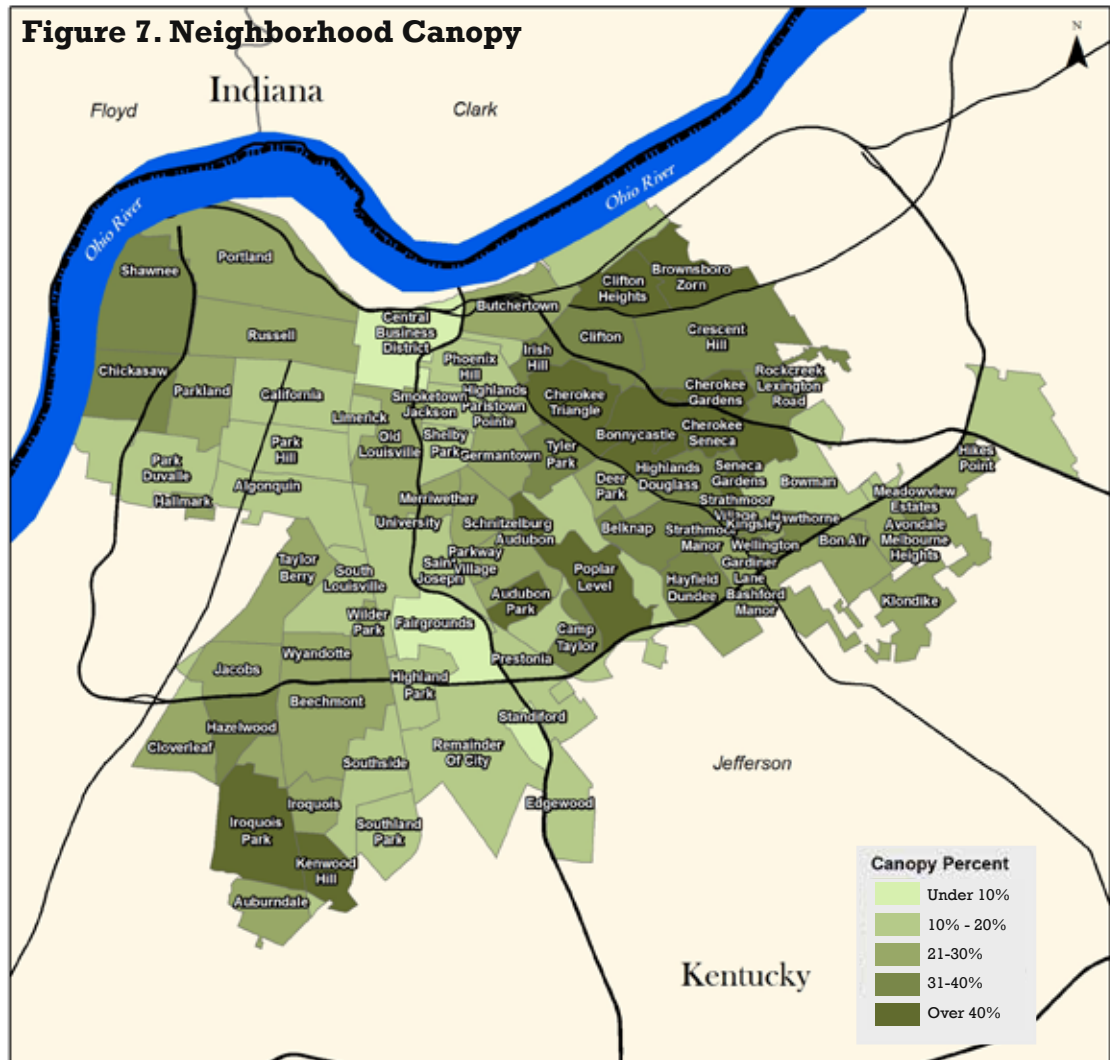 Figure 7. Neighborhood Canopy
N
Indiana
Floyd
Clark
Ohio River
Ohio River
Shawnee
Portland
Brownsboro
Zorn
Clifton
Heights
Butchertown
Central
Business
District
Russell
Clifton
Crescent
Hill
Irish
Hill
Phoenix
Hill
Rockcreek
Lexington
Road
Chickasaw
Parkland
California
Highlands
Smoketown
Jackson
Paristown
Pointe
Cherokee
Triangle
Cherokee
Gardens
Limerick
Old
Louisville
Shelby
Park
Germantown
Tyler
Park
Bonnycastle
Cherokee
Seneca
Park
Hill
Park
Duvalle
Hallmark
Algonquin
Hikes
Point
Highlands
Douglass
Seneca
Gardens
Bowman
Deer
Park
Meadowview
Estates
Merriwether
Strathmoor
Village
Kingsley
Hawthorne
University
Schnitzelburg
Audubon
Belknap
Strathmoor
Manor
Wellington
Bon Air
Avondale
Melbourne
Heights
Parkway
Village
Saint
Joseph
Taylor
Berry
South
Louisville
Poplar
Level
Gardiner
Lane
Hayfield
Dundee
Bashford
Manor
Klondike
Audubon
Park
Wilder
Park
Fairgrounds
Camp
Taylor
Wyandotte
Prestonia
Jacobs
Highland
Park
Beechmont
Standiford
Hazelwood
Cloverleaf
Remainder
Of City
Southside
Jefferson
Iroquois
Edgewood
Iroquois
Park
Southland
Park
Kenwood
Hill
Auburndale
Kentucky
Canopy Percent
Under 10%
10% - 20%
21-30%
31-40%
Over 40%